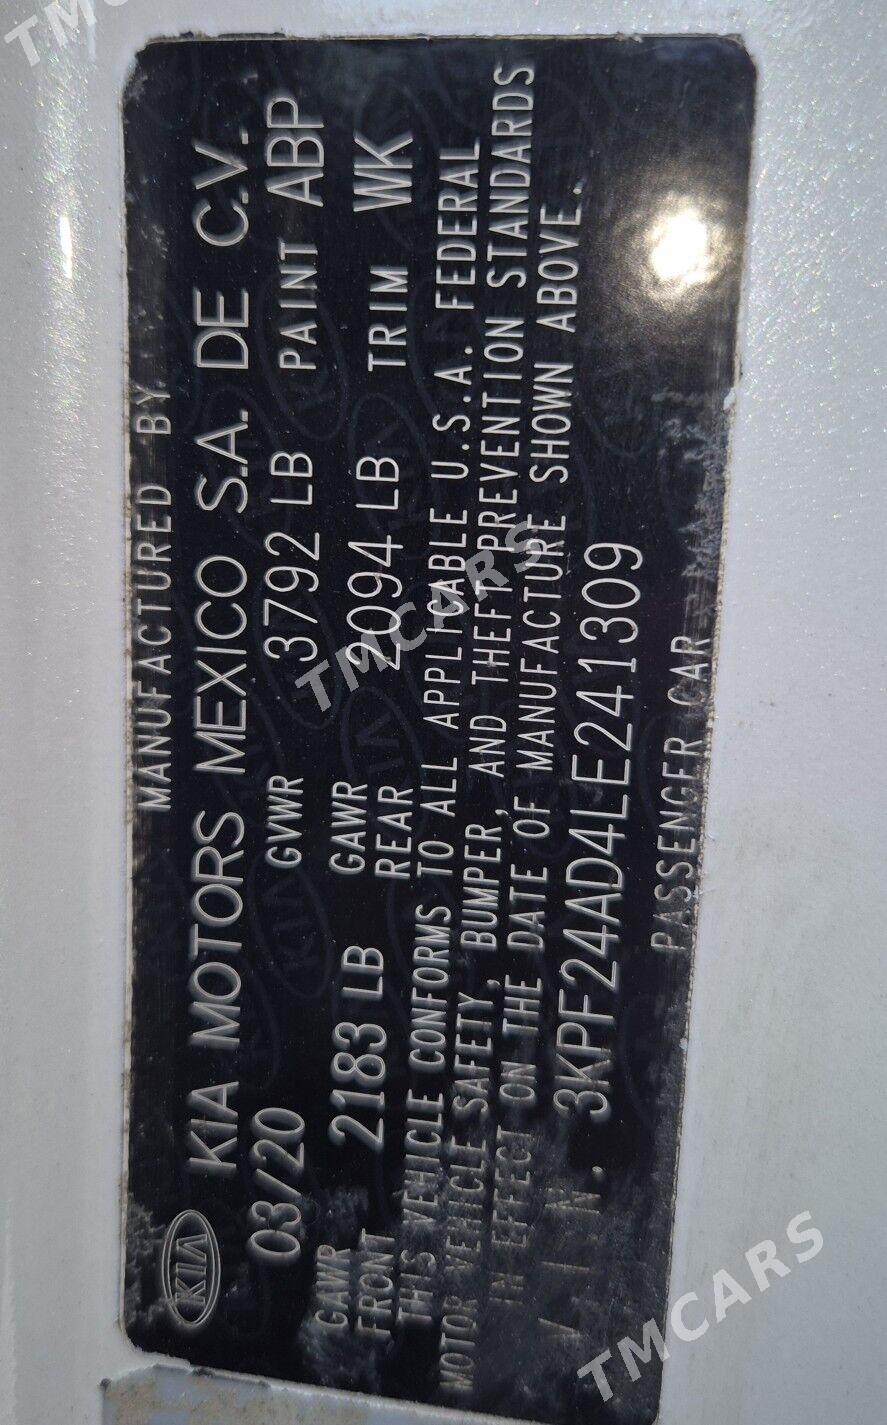 MANUFACTURED BY
KIA KIA MOTORS MEXICO S.A. DE C.V.
03/20 GVWR 3792 LB PAINT ABP
GAWR FRONT 2183 LB GAWR REAR 2094 LB TRIM WK
THIS VEHICLE CONFORMS TO ALL APPLICABLE U.S.A. FEDERAL
MOTOR VEHICLE SAFETY, BUMPER, AND THEFT PREVENTION STANDARDS
IN EFFECT ON THE DATE OF MANUFACTURE SHOWN ABOVE.
V.I.N. 3KPF24AD4LE241309
PASSENGER CAR
TMCARS
TMCARS